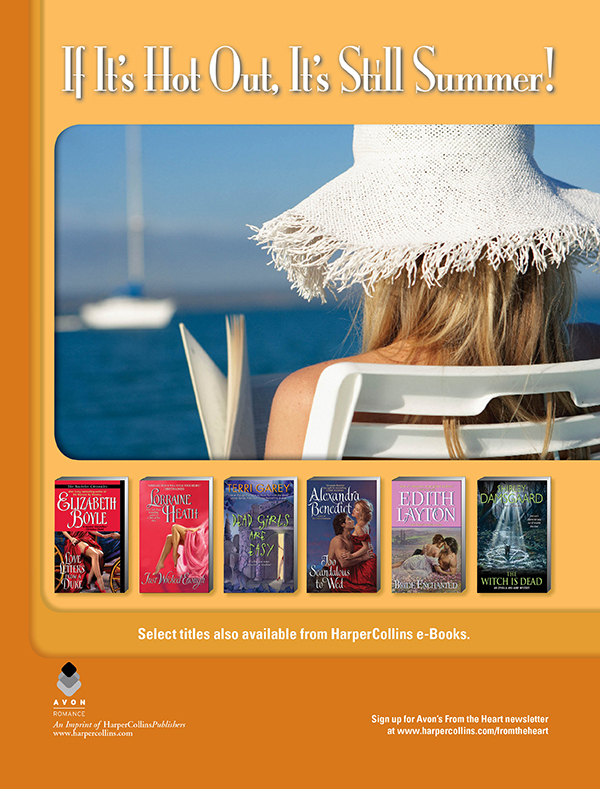 If It's Hot Out, It's Still Summer!
ELIZABETH
BOYLE
LOVE
LETTERS
FROM A
DUKE
LORRAINE
HEATH
Just Wicked Enough
TERRI GAREY
DEAD GIRLS
ARE
EASY
Alexandra
Benedict
Too
Scandalous
to Wed
EDITH
LAYTON
BRIDE ENCHANTED
SHIRLEY
DAMSGAARD
THE
WITCH IS DEAD
Select titles also available from HarperCollins e-Books.
AVON
ROMANCE
An Imprint of HarperCollinsPublishers
www.harpercollins.com
Sign up for Avon's From the Heart newsletter
at www.harpercollins.com/fromtheheart